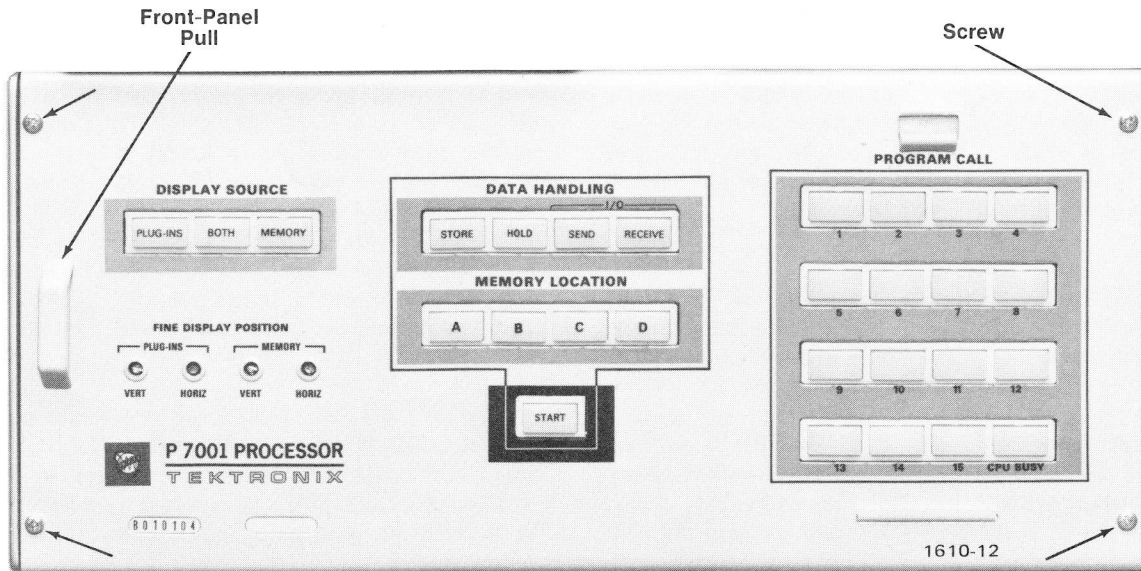 Front-Panel
Pull
Screw
DISPLAY SOURCE
PLUG-INS BOTH MEMORY
FINE DISPLAY POSITION
PLUG-INS MEMORY
VERT HORIZ VERT HORIZ
P 7001 PROCESSOR
TEKTRONIX
B010104
DATA HANDLING
I/O
STORE HOLD SEND RECEIVE
MEMORY LOCATION
A B C D
START
PROGRAM CALL
1 2 3 4
5 6 7 8
9 10 11 12
13 14 15 CPU BUSY
1610-12